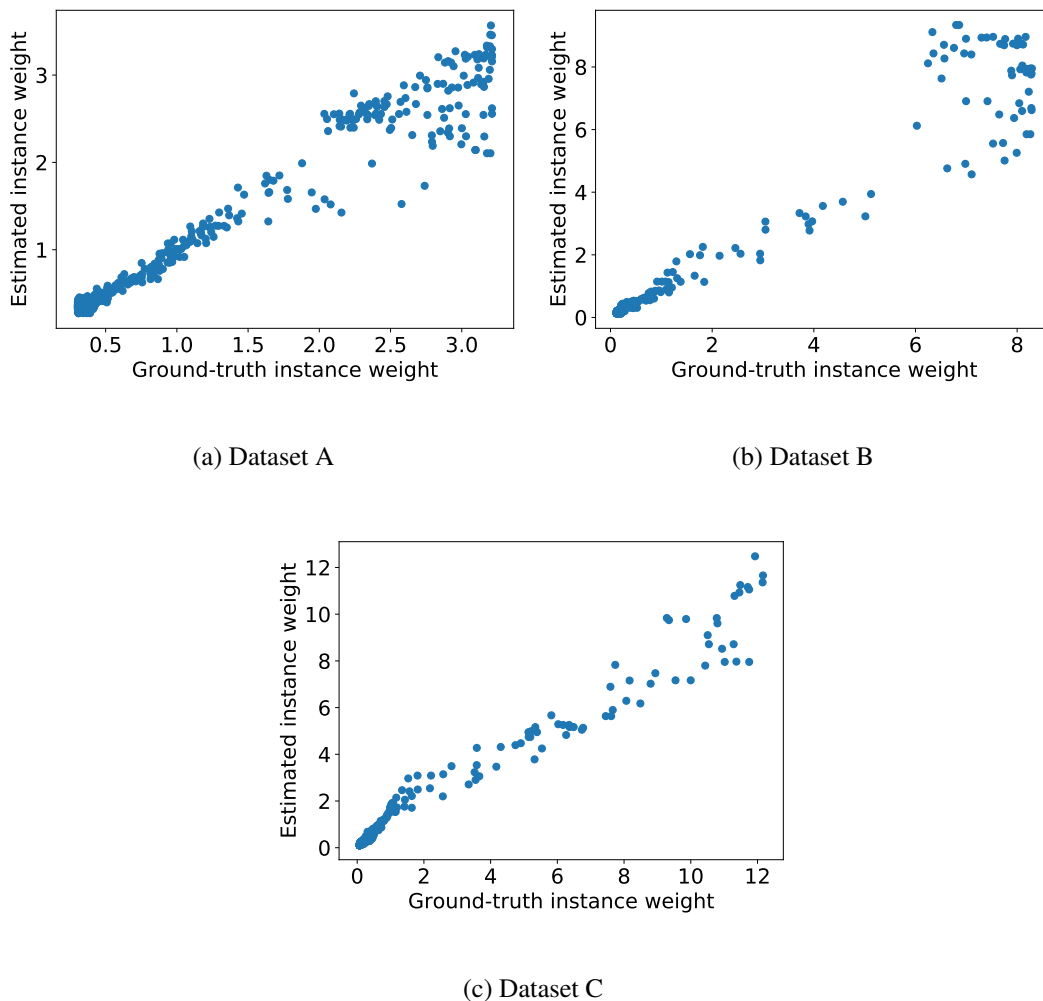 3
2
1
Estimated instance weight
0.5 1.0 1.5 2.0 2.5 3.0
Ground-truth instance weight
(a) Dataset A
8
6
4
2
0
Estimated instance weight
0 2 4 6 8
Ground-truth instance weight
(b) Dataset B
12
10
8
6
4
2
0
Estimated instance weight
0 2 4 6 8 10 12
Ground-truth instance weight
(c) Dataset C